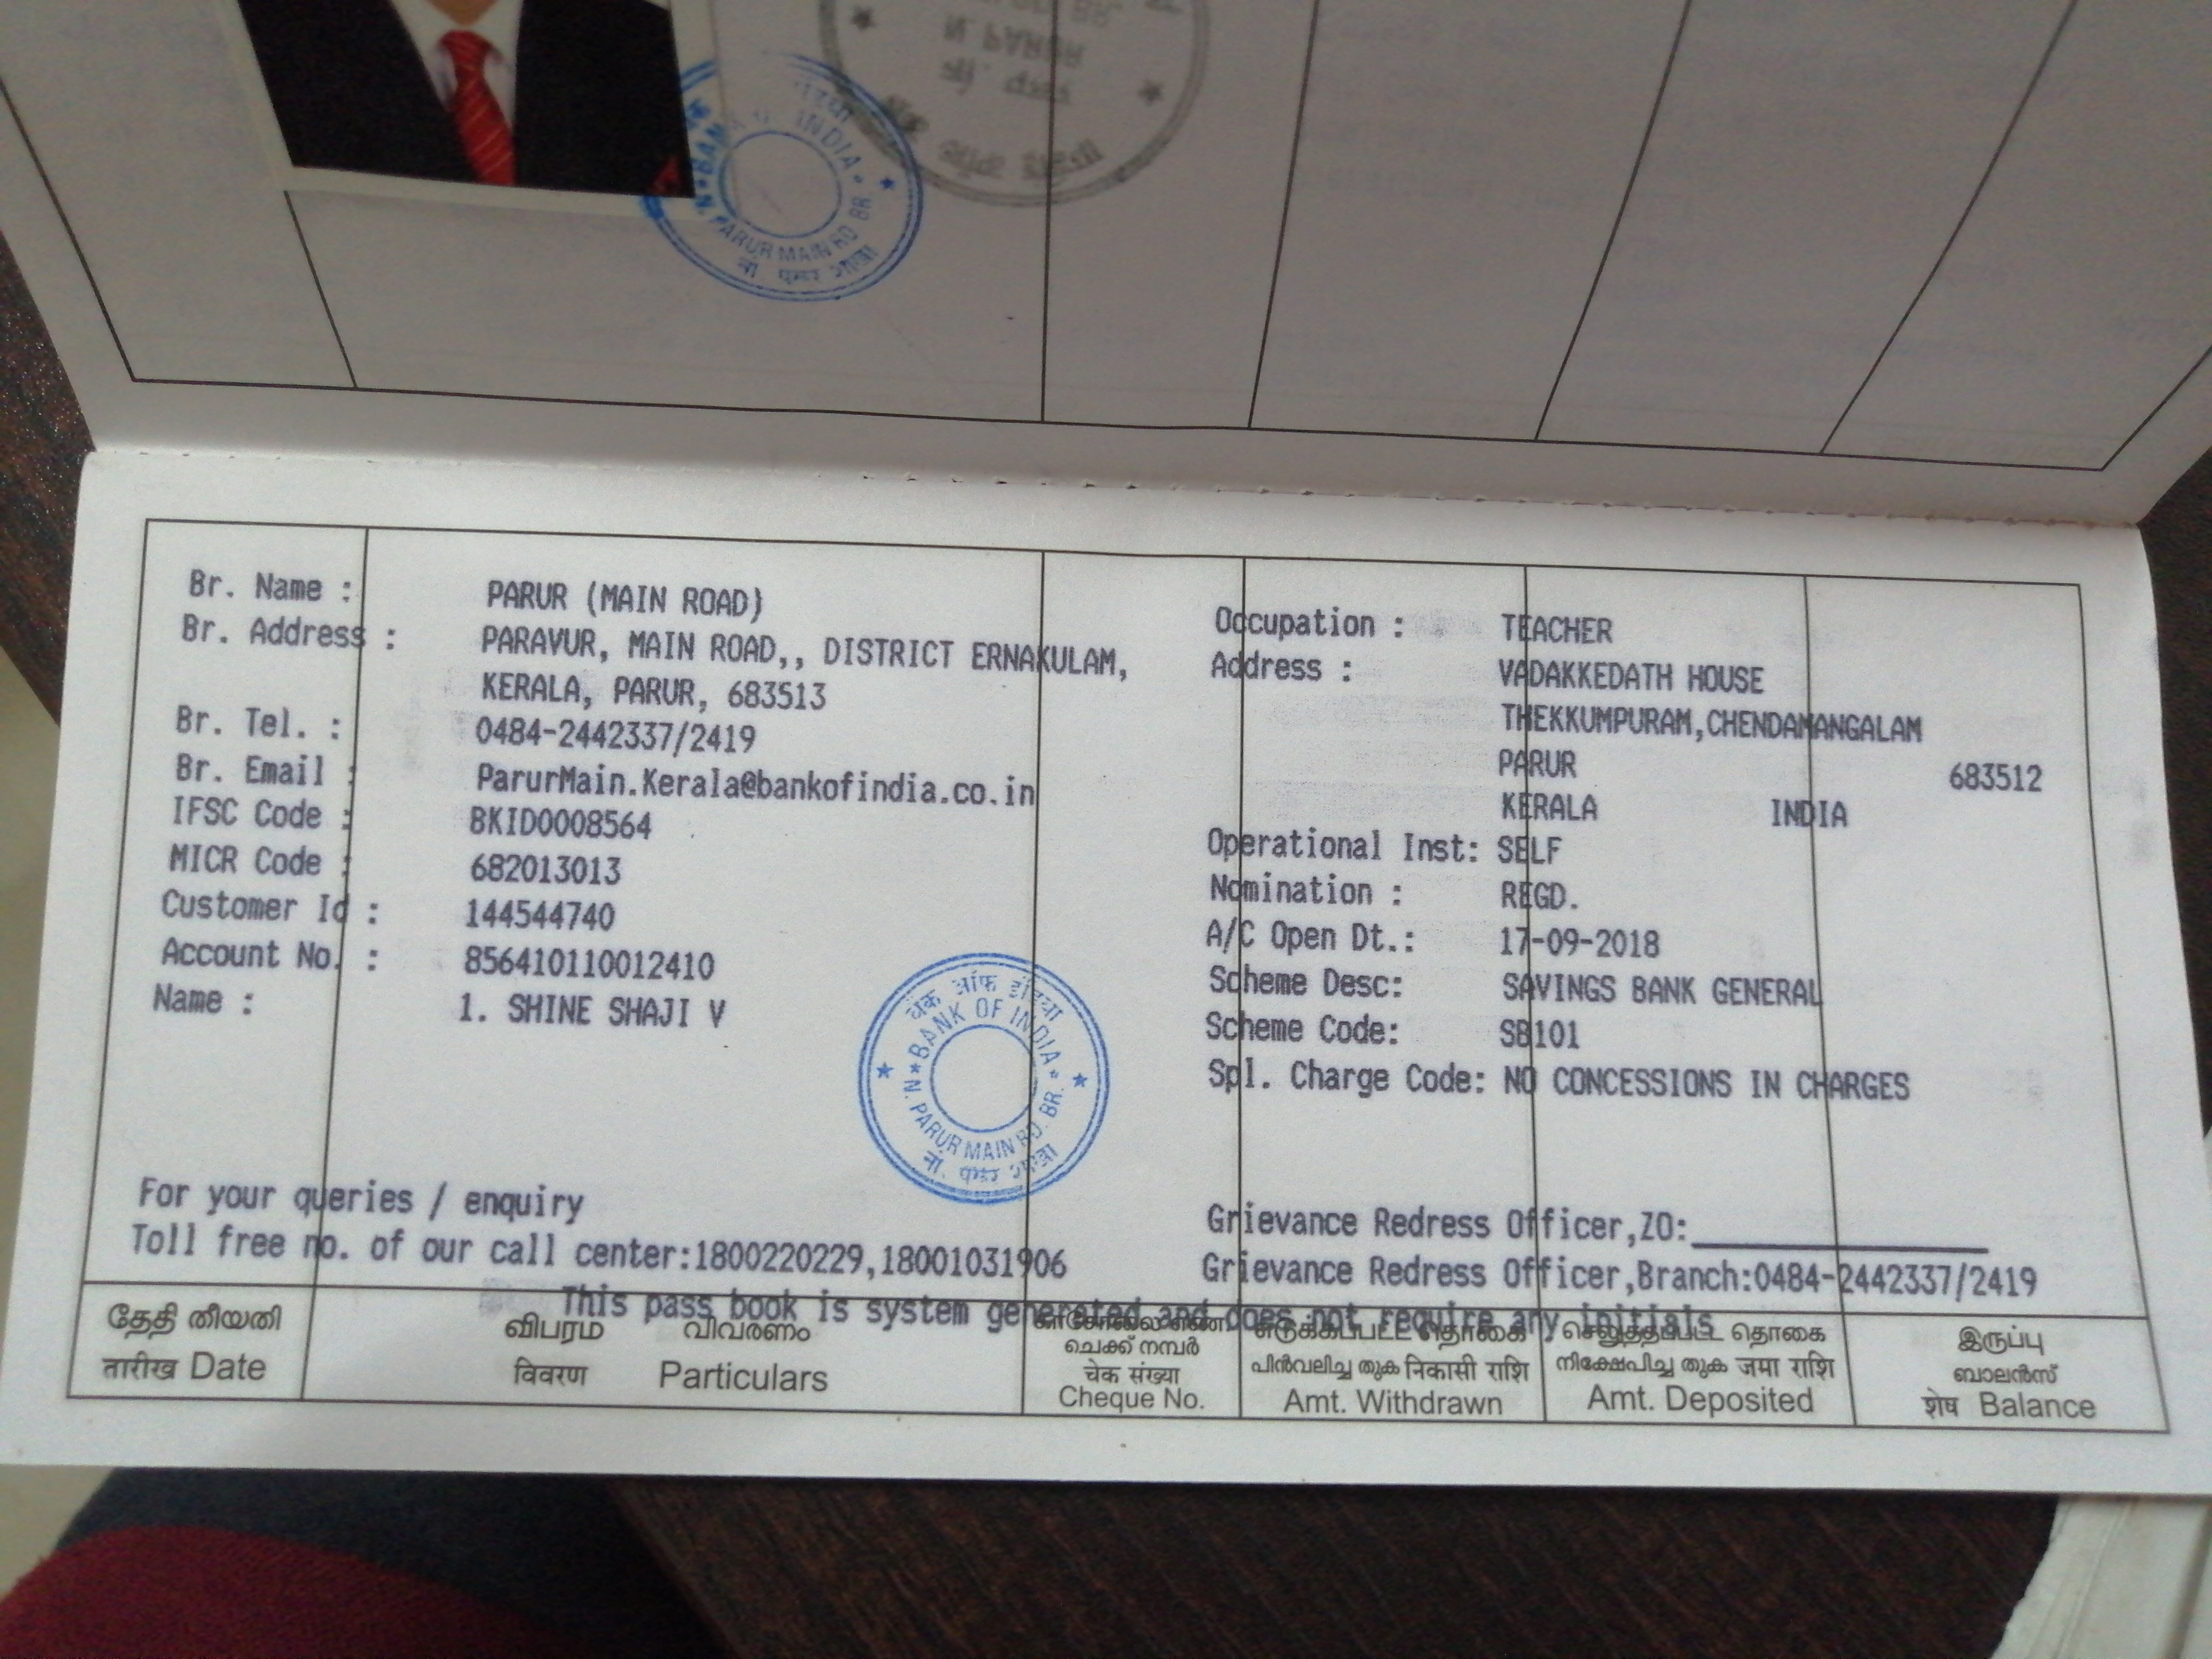 BANK OF INDIA
N. PARUR MAIN RD BR.
N. PARUR
Br. Name : PARUR (MAIN ROAD)
Br. Address : PARAVUR, MAIN ROAD,, DISTRICT ERNAKULAM,
KERALA, PARUR, 683513
Br. Tel. : 0484-2442337/2419
Br. Email : ParurMain.Kerala@bankofindia.co.in
IFSC Code : BKID0008564
MICR Code : 682013013
Customer Id : 144544740
Account No. : 856410110012410
Name : 1. SHINE SHAJI V
Occupation : TEACHER
Address : VADAKKEDATH HOUSE
THEKKUMPURAM,CHENDAMANGALAM
PARUR 683512
KERALA INDIA
Operational Inst: SELF
Nomination : REGD.
A/C Open Dt.: 17-09-2018
Scheme Desc: SAVINGS BANK GENERAL
Scheme Code: SB101
Spl. Charge Code: NO CONCESSIONS IN CHARGES
बैंक ऑफ इंडिया
BANK OF INDIA
N. PARUR MAIN RD. BR.
For your queries / enquiry
Toll free no. of our call center:1800220229,18001031906
Grievance Redress Officer,ZO:
Grievance Redress Officer,Branch:0484-2442337/2419
This pass book is system generated and does not require any initials
தேதி തീയതி
तारीख Date
விபரம் വിവരണം
विवरण Particulars
ചെക്ക് നമ്പർ
चेक संख्या
Cheque No.
எடுக்கப்பட்ட தொகை
പിൻവലിച്ച തുക निकासी राशि
Amt. Withdrawn
செலுத்தப்பட்ட தொகை
നിക്ഷേപിച്ച തുക जमा राशि
Amt. Deposited
இருப்பு
ബാലൻസ്
शेष Balance